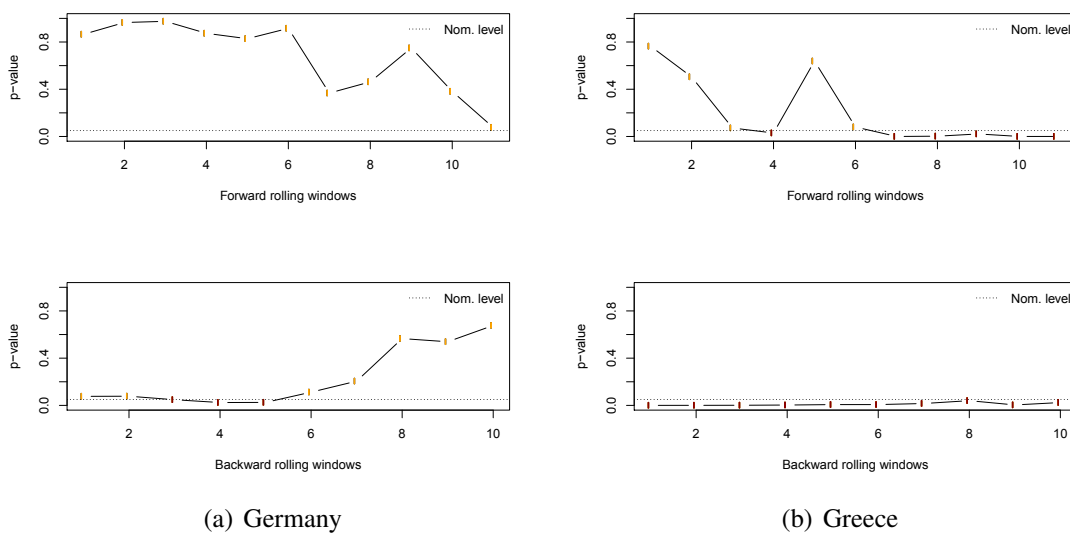 Nom. level
p−value
0.0 0.4 0.8
2 4 6 8 10
Forward rolling windows
Nom. level
p−value
0.0 0.4 0.8
2 4 6 8 10
Forward rolling windows
Nom. level
p−value
0.0 0.4 0.8
2 4 6 8 10
Backward rolling windows
Nom. level
p−value
0.0 0.4 0.8
2 4 6 8 10
Backward rolling windows
(a) Germany
(b) Greece